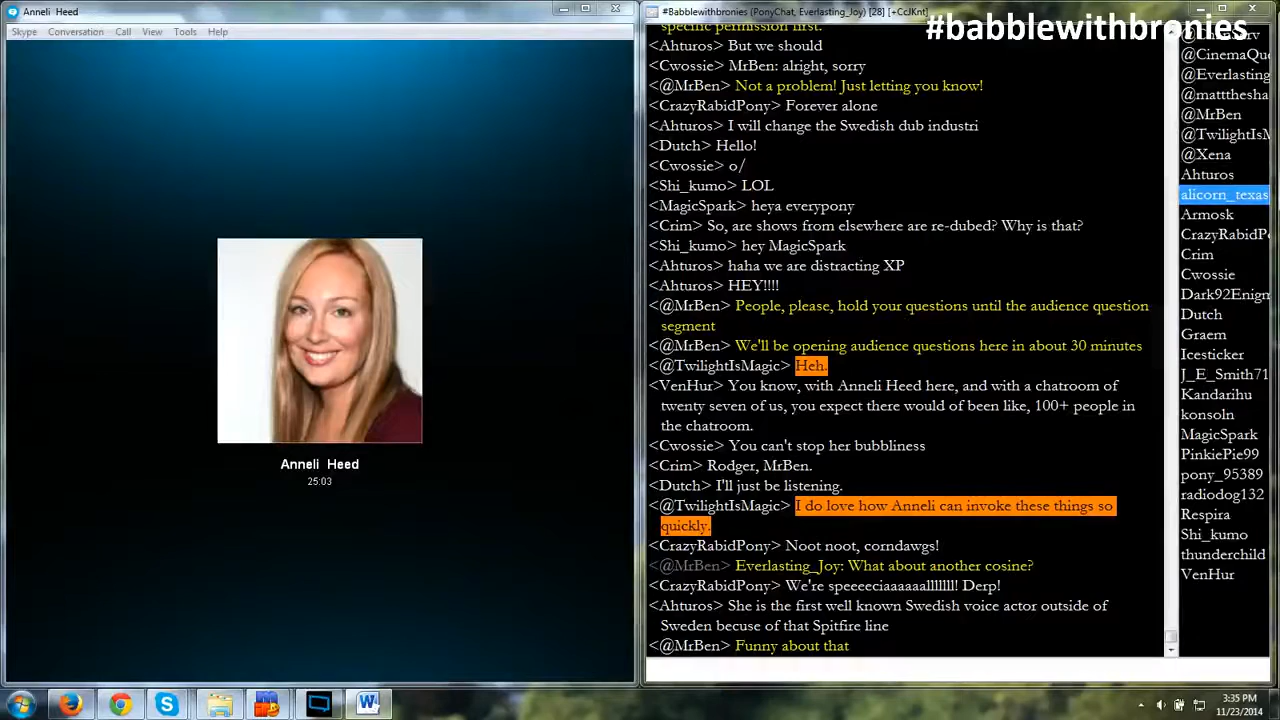 Anneli Heed
Skype Conversation Call View Tools Help
Anneli Heed
25:03
#Babblewithbronies (PonyChat, Everlasting_Joy) [28] [+CcJKnt]
#babblewithbronies
specific permission first.
<Ahturos> But we should
<Cwossie> MrBen: alright, sorry
<@MrBen> Not a problem! Just letting you know!
<CrazyRabidPony> Forever alone
<Ahturos> I will change the Swedish dub industri
<Dutch> Hello!
<Cwossie> o/
<Shi_kumo> LOL
<MagicSpark> heya everypony
<Crim> So, are shows from elsewhere are re-dubed? Why is that?
<Shi_kumo> hey MagicSpark
<Ahturos> haha we are distracting XP
<Ahturos> HEY!!!!
<@MrBen> People, please, hold your questions until the audience question
segment
<@MrBen> We'll be opening audience questions here in about 30 minutes
<@TwilightIsMagic> Heh.
<VenHur> You know, with Anneli Heed here, and with a chatroom of
twenty seven of us, you expect there would of been like, 100+ people in
the chatroom.
<Cwossie> You can't stop her bubbliness
<Crim> Rodger, MrBen.
<Dutch> I'll just be listening.
<@TwilightIsMagic> I do love how Anneli can invoke these things so
quickly.
<CrazyRabidPony> Noot noot, corndawgs!
<@MrBen> Everlasting_Joy: What about another cosine?
<CrazyRabidPony> We're speeeeciaaaaaalllllll! Derp!
<Ahturos> She is the first well known Swedish voice actor outside of
Sweden becuse of that Spitfire line
<@MrBen> Funny about that
@CinemaQue
@Everlasting
@mattthesha
@MrBen
@TwilightIsM
@Xena
Ahturos
alicorn_texas
Armosk
CrazyRabidPo
Crim
Cwossie
Dark92Enigm
Dutch
Graem
Icesticker
J_E_Smith71
Kandarihu
konsoln
MagicSpark
PinkiePie99
pony_95389
radiodog132
Respira
Shi_kumo
thunderchild
VenHur
3:35 PM
11/23/2014